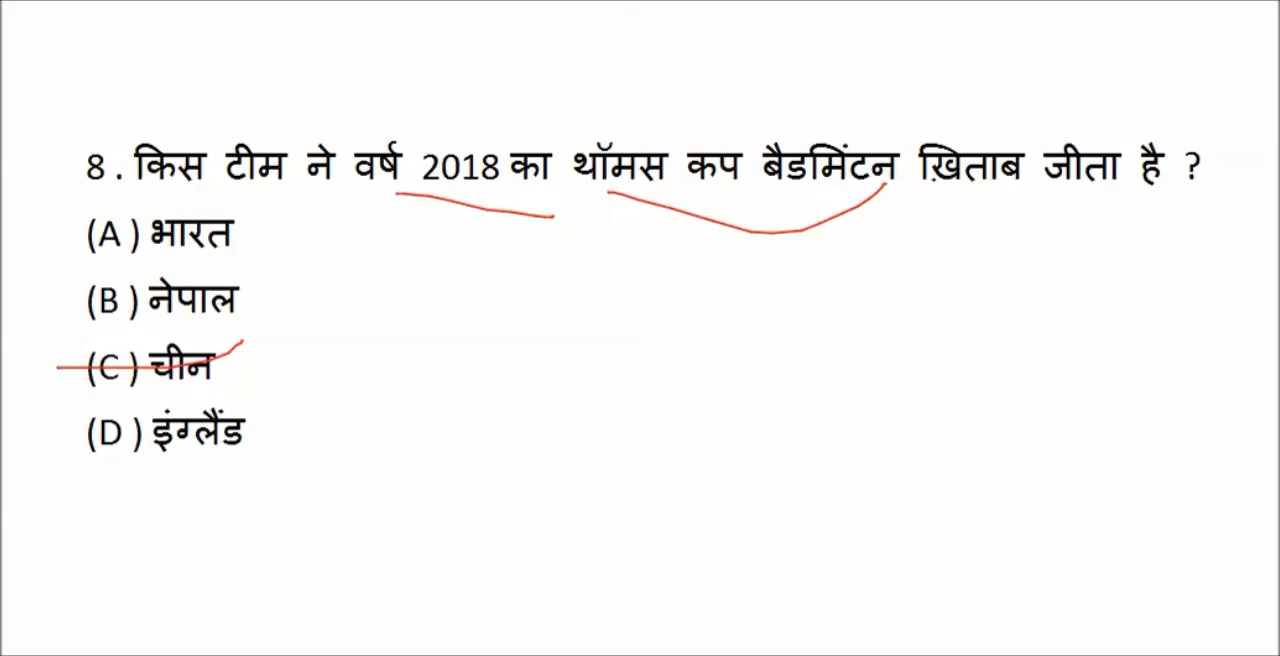 8 . किस टीम ने वर्ष 2018 का थॉमस कप बैडमिंटन ख़िताब जीता है ?
(A ) भारत
(B ) नेपाल
(C ) चीन
(D ) इंग्लैंड